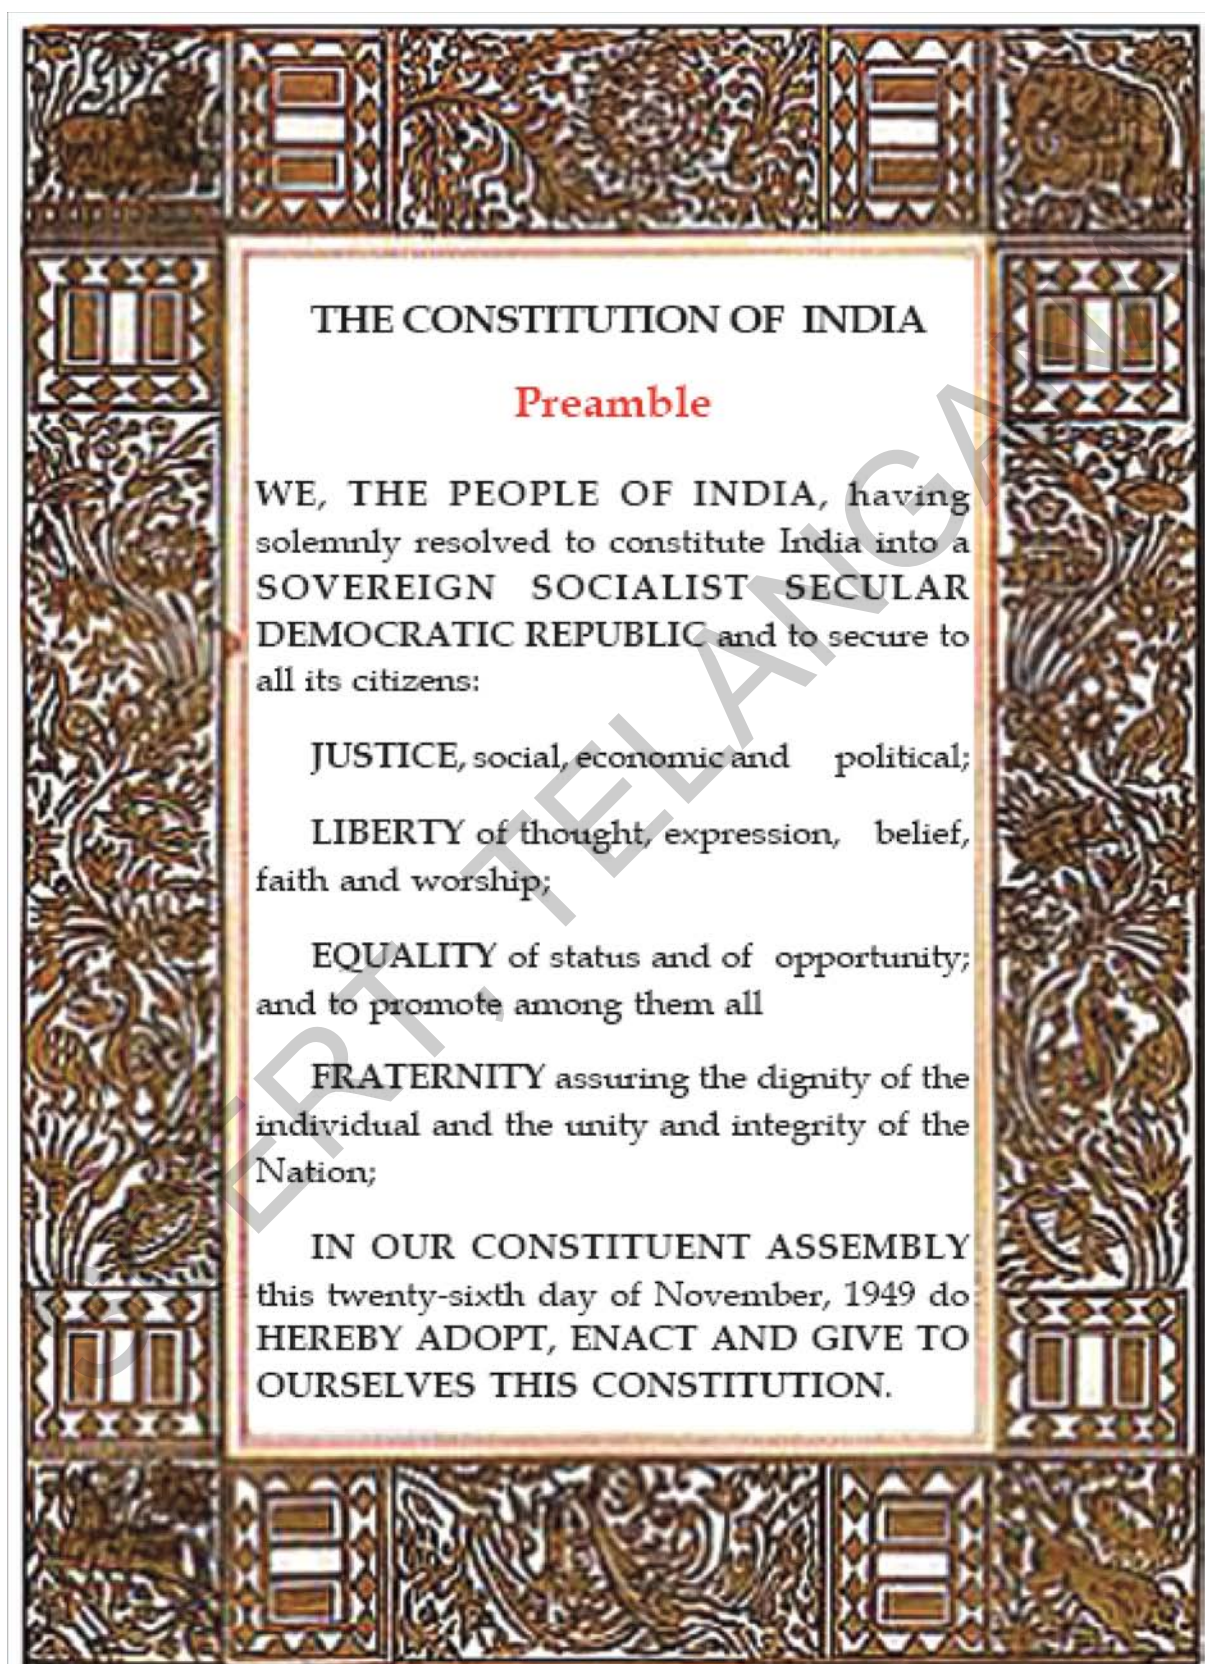 THE CONSTITUTION OF INDIA
Preamble
WE, THE PEOPLE OF INDIA, having
solemnly resolved to constitute India into a
SOVEREIGN SOCIALIST SECULAR
DEMOCRATIC REPUBLIC and to secure to
all its citizens:
JUSTICE, social, economic and political;
LIBERTY of thought, expression, belief,
faith and worship;
EQUALITY of status and of opportunity;
and to promote among them all
FRATERNITY assuring the dignity of the
individual and the unity and integrity of the
Nation;
IN OUR CONSTITUENT ASSEMBLY
this twenty-sixth day of November, 1949 do
HEREBY ADOPT, ENACT AND GIVE TO
OURSELVES THIS CONSTITUTION.